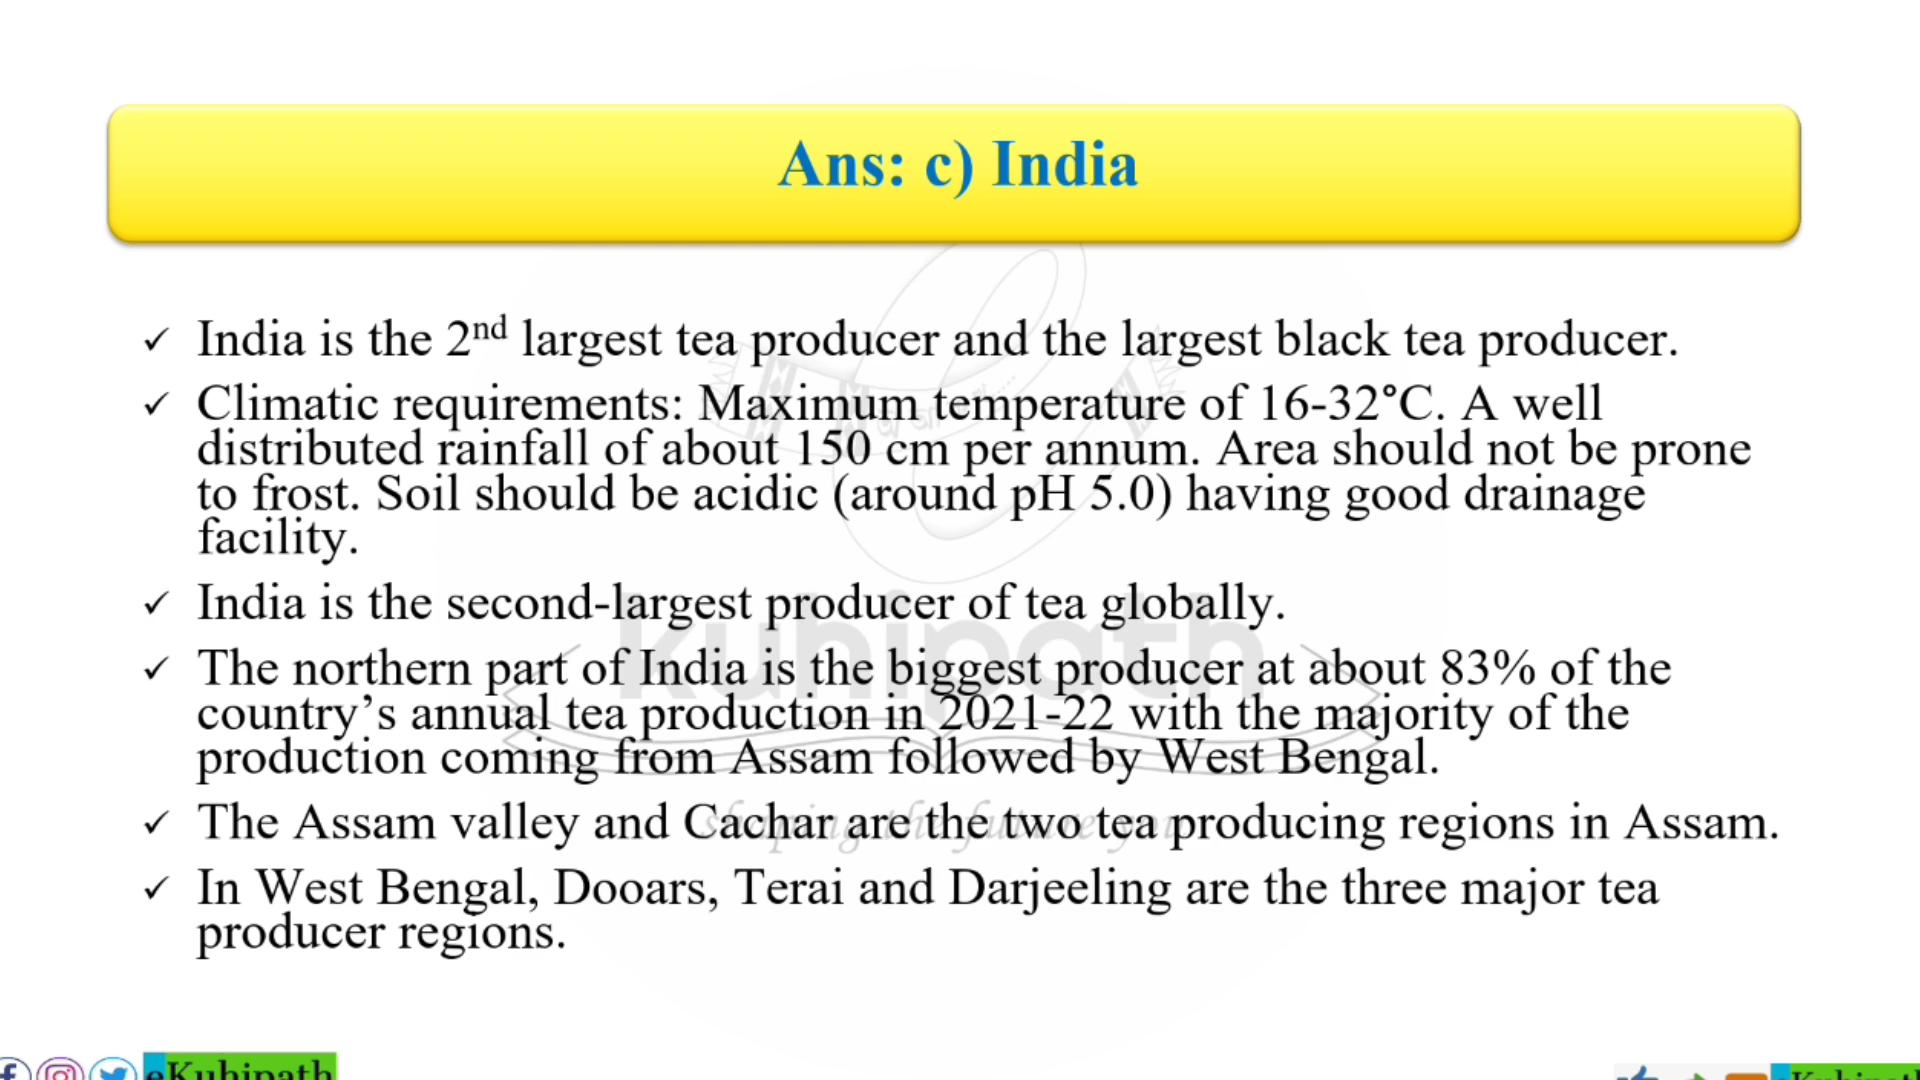 Ans: c) India
✓ India is the 2nd largest tea producer and the largest black tea producer.
✓ Climatic requirements: Maximum temperature of 16-32°C. A well
distributed rainfall of about 150 cm per annum. Area should not be prone
to frost. Soil should be acidic (around pH 5.0) having good drainage
facility.
✓ India is the second-largest producer of tea globally.
✓ The northern part of India is the biggest producer at about 83% of the
country’s annual tea production in 2021-22 with the majority of the
production coming from Assam followed by West Bengal.
✓ The Assam valley and Cachar are the two tea producing regions in Assam.
✓ In West Bengal, Dooars, Terai and Darjeeling are the three major tea
producer regions.
kuhipath
shaping the future
eKuhipath